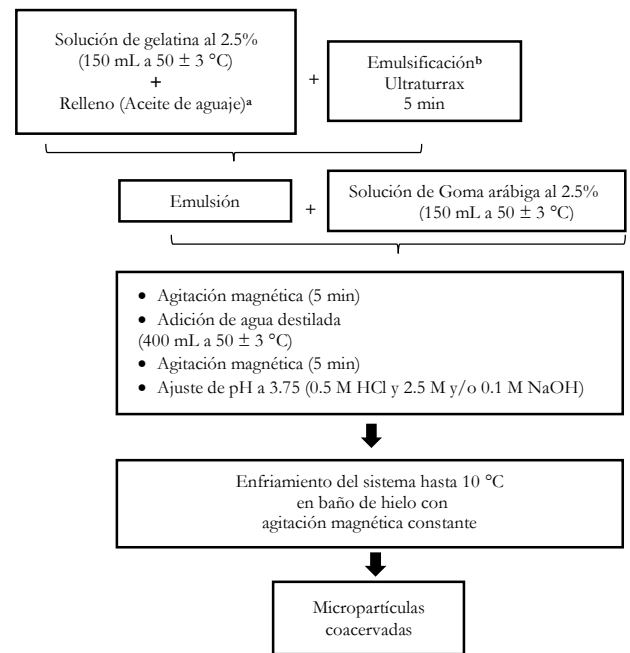 Solución de gelatina al 2.5%
(150 mL a 50 ± 3 °C)
+
Relleno (Aceite de aguaje)ᵃ
+
Emulsificaciónᵇ
Ultraturrax
5 min
Emulsión
+
Solución de Goma arábiga al 2.5%
(150 mL a 50 ± 3 °C)
• Agitación magnética (5 min)
• Adición de agua destilada
(400 mL a 50 ± 3 °C)
• Agitación magnética (5 min)
• Ajuste de pH a 3.75 (0.5 M HCl y 2.5 M y/o 0.1 M NaOH)
Enfriamiento del sistema hasta 10 °C
en baño de hielo con
agitación magnética constante
Micropartículas
coacervadas